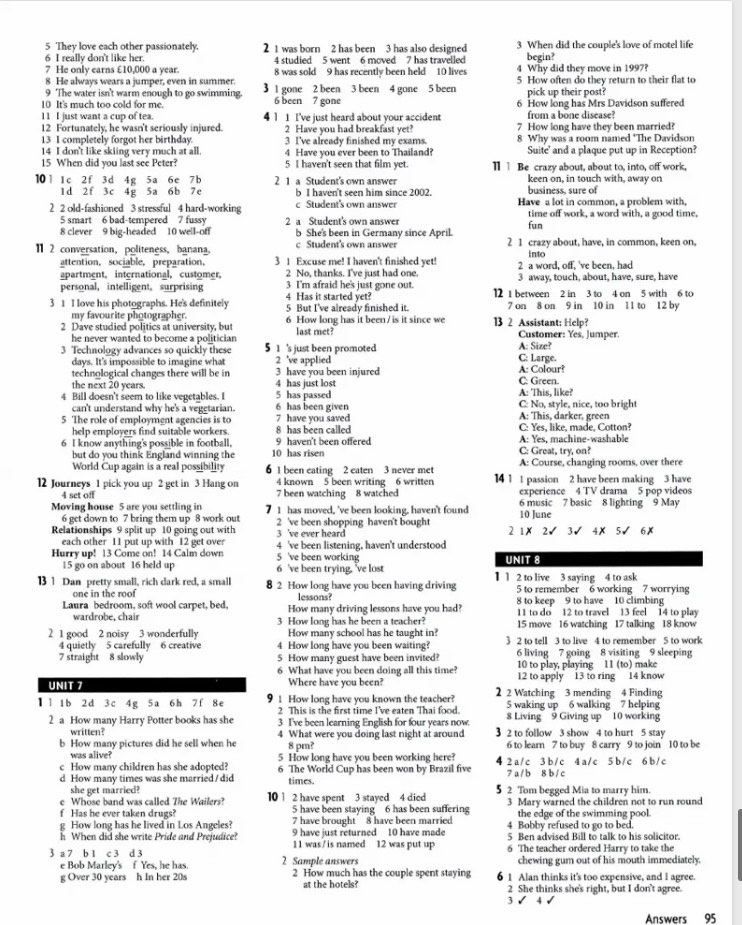 5 They love each other passionately.
6 I really don't like her.
7 He only earns £10,000 a year.
8 He always wears a jumper, even in summer.
9 The water isn't warm enough to go swimming.
10 It's much too cold for me.
11 I just want a cup of tea.
12 Fortunately, he wasn't seriously injured.
13 I completely forgot her birthday.
14 I don't like skiing very much at all.
15 When did you last see Peter?
10 1 1c 2f 3d 4g 5a 6e 7b
1d 2f 3c 4g 5a 6b 7e
2 2 old-fashioned 3 stressful 4 hard-working
5 smart 6 bad-tempered 7 fussy
8 clever 9 big-headed 10 well-off
11 2 conversation, politeness, banana,
attention, sociable, preparation,
apartment, international, customer,
personal, intelligent, surprising
3 1 I love his photographs. He's definitely
my favourite photographer.
2 Dave studied politics at university, but
he never wanted to become a politician
3 Technology advances so quickly these
days. It's impossible to imagine what
technological changes there will be in
the next 20 years.
4 Bill doesn't seem to like vegetables. I
can't understand why he's a vegetarian.
5 The role of employment agencies is to
help employers find suitable workers.
6 I know anything's possible in football,
but do you think England winning the
World Cup again is a real possibility
12 Journeys 1 pick you up 2 get in 3 Hang on
4 set off
Moving house 5 are you settling in
6 get down to 7 bring them up 8 work out
Relationships 9 split up 10 going out with
each other 11 put up with 12 get over
Hurry up! 13 Come on! 14 Calm down
15 go on about 16 held up
13 1 Dan pretty small, rich dark red, a small
one in the roof
Laura bedroom, soft wool carpet, bed,
wardrobe, chair
2 1 good 2 noisy 3 wonderfully
4 quietly 5 carefully 6 creative
7 straight 8 slowly
UNIT 7
1 1 1b 2d 3c 4g 5a 6h 7f 8e
2 a How many Harry Potter books has she
written?
b How many pictures did he sell when he
was alive?
c How many children has she adopted?
d How many times was she married / did
she get married?
e Whose band was called The Wailers?
f Has he ever taken drugs?
g How long has he lived in Los Angeles?
h When did she write Pride and Prejudice?
3 a 7 b 1 c 3 d 3
e Bob Marley's f Yes, he has.
g Over 30 years h In her 20s
2 1 was born 2 has been 3 has also designed
4 studied 5 went 6 moved 7 has travelled
8 was sold 9 has recently been held 10 lives
3 1 gone 2 been 3 been 4 gone 5 been
6 been 7 gone
4 1 1 I've just heard about your accident
2 Have you had breakfast yet?
3 I've already finished my exams.
4 Have you ever been to Thailand?
5 I haven't seen that film yet.
2 1 a Student's own answer
b I haven't seen him since 2002.
c Student's own answer
2 a Student's own answer
b She's been in Germany since April.
c Student's own answer
3 1 Excuse me! I haven't finished yet!
2 No, thanks. I've just had one.
3 I'm afraid he's just gone out.
4 Has it started yet?
5 But I've already finished it.
6 How long has it been / is it since we
last met?
5 1 's just been promoted
2 've applied
3 have you been injured
4 has just lost
5 has passed
6 has been given
7 have you saved
8 has been called
9 haven't been offered
10 has risen
6 1 been eating 2 eaten 3 never met
4 known 5 been writing 6 written
7 been watching 8 watched
7 1 has moved, 've been looking, haven't found
2 've been shopping haven't bought
3 've ever heard
4 've been listening, haven't understood
5 've been working
6 've been trying, 've lost
8 2 How long have you been having driving
lessons?
How many driving lessons have you had?
3 How long has he been a teacher?
How many school has he taught in?
4 How long have you been waiting?
5 How many guest have been invited?
6 What have you been doing all this time?
Where have you been?
9 1 How long have you known the teacher?
2 This is the first time I've eaten Thai food.
3 I've been learning English for four years now.
4 What were you doing last night at around
8 pm?
5 How long have you been working here?
6 The World Cup has been won by Brazil five
times.
10 1 2 have spent 3 stayed 4 died
5 have been staying 6 has been suffering
7 have brought 8 have been married
9 have just returned 10 have made
11 was / is named 12 was put up
2 Sample answers
2 How much has the couple spent staying
at the hotels?
3 When did the couple's love of motel life
begin?
4 Why did they move in 1997?
5 How often do they return to their flat to
pick up their post?
6 How long has Mrs Davidson suffered
from a bone disease?
7 How long have they been married?
8 Why was a room named 'The Davidson
Suite' and a plaque put up in Reception?
11 1 Be crazy about, about to, into, off work,
keen on, in touch with, away on
business, sure of
Have a lot in common, a problem with,
time off work, a word with, a good time,
fun
2 1 crazy about, have, in common, keen on,
into
2 a word, off, 've been, had
3 away, touch, about, have, sure, have
12 1 between 2 in 3 to 4 on 5 with 6 to
7 on 8 on 9 in 10 in 11 to 12 by
13 2 Assistant: Help?
Customer: Yes, Jumper.
A: Size?
C: Large.
A: Colour?
C: Green.
A: This, like?
C: No, style, nice, too bright
A: This, darker, green
C: Yes, like, made, Cotton?
A: Yes, machine-washable
C: Great, try, on?
A: Course, changing rooms, over there
14 1 1 passion 2 have been making 3 have
experience 4 TV drama 5 pop videos
6 music 7 basic 8 lighting 9 May
10 June
2 1✗ 2✓ 3✓ 4✗ 5✓ 6✗
UNIT 8
1 1 2 to live 3 saying 4 to ask
5 to remember 6 working 7 worrying
8 to keep 9 to have 10 climbing
11 to do 12 to travel 13 feel 14 to play
15 move 16 watching 17 talking 18 know
3 2 to tell 3 to live 4 to remember 5 to work
6 living 7 going 8 visiting 9 sleeping
10 to play, playing 11 (to) make
12 to apply 13 to ring 14 know
2 2 Watching 3 mending 4 Finding
5 waking up 6 walking 7 helping
8 Living 9 Giving up 10 working
3 2 to follow 3 show 4 to hurt 5 stay
6 to learn 7 to buy 8 carry 9 to join 10 to be
4 2 a/c 3 b/c 4 a/c 5 b/c 6 b/c
7 a/b 8 b/c
5 2 Tom begged Mia to marry him.
3 Mary warned the children not to run round
the edge of the swimming pool.
4 Bobby refused to go to bed.
5 Ben advised Bill to talk to his solicitor.
6 The teacher ordered Harry to take the
chewing gum out of his mouth immediately.
6 1 Alan thinks it's too expensive, and I agree.
2 She thinks she's right, but I don't agree.
3 ✓ 4 ✓
Answers 95